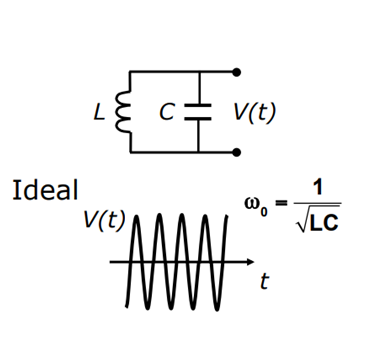 L C V(t)
Ideal
ω₀ = 1/√LC
V(t)
t